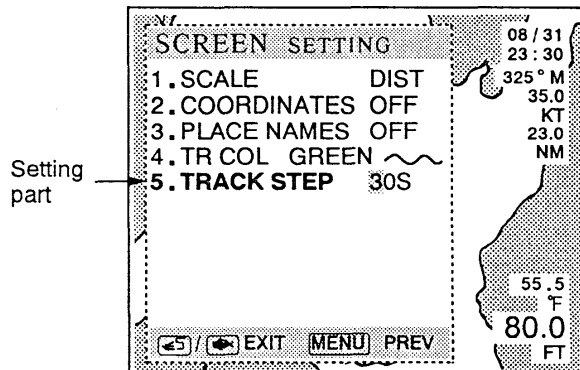 SCREEN SETTING
1.SCALE DIST
2.COORDINATES OFF
3.PLACE NAMES OFF
4.TR COL GREEN
5.TRACK STEP 30S
/ EXIT MENU PREV
Setting
part
08/31
23:30
325°M
35.0
KT
23.0
NM
55.5
°F
80.0
FT